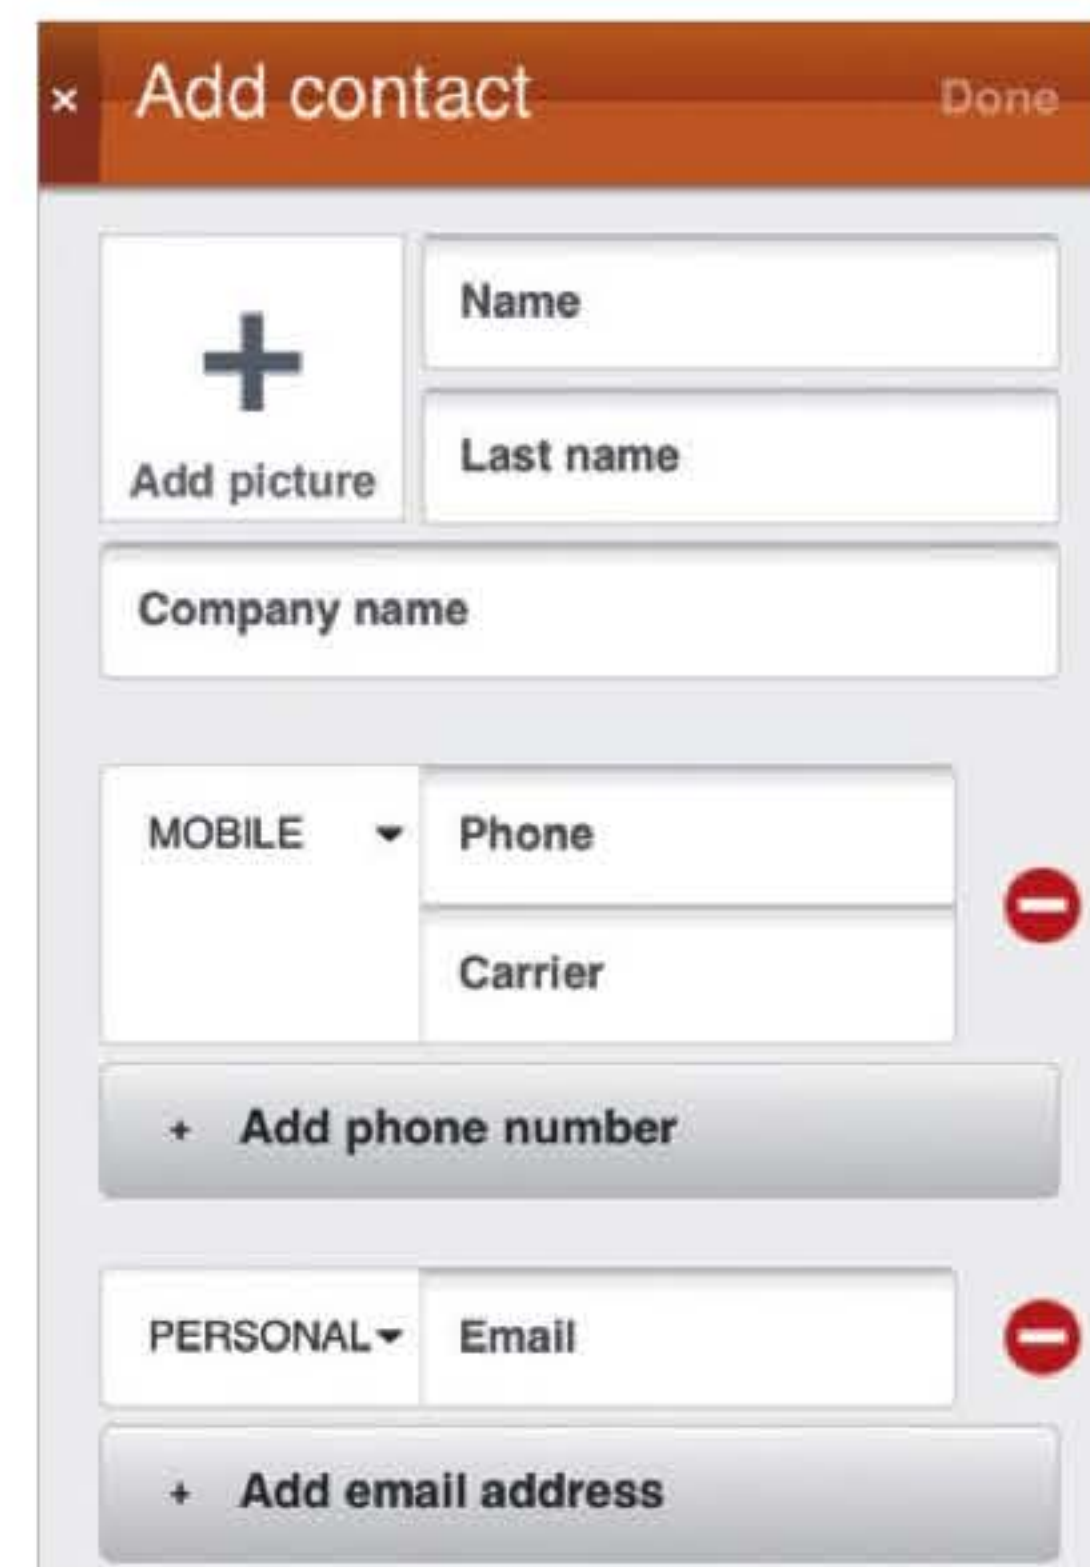 × Add contact Done
Name
Last name
+
Add picture
Company name
MOBILE Phone
Carrier
+ Add phone number
PERSONAL Email
+ Add email address